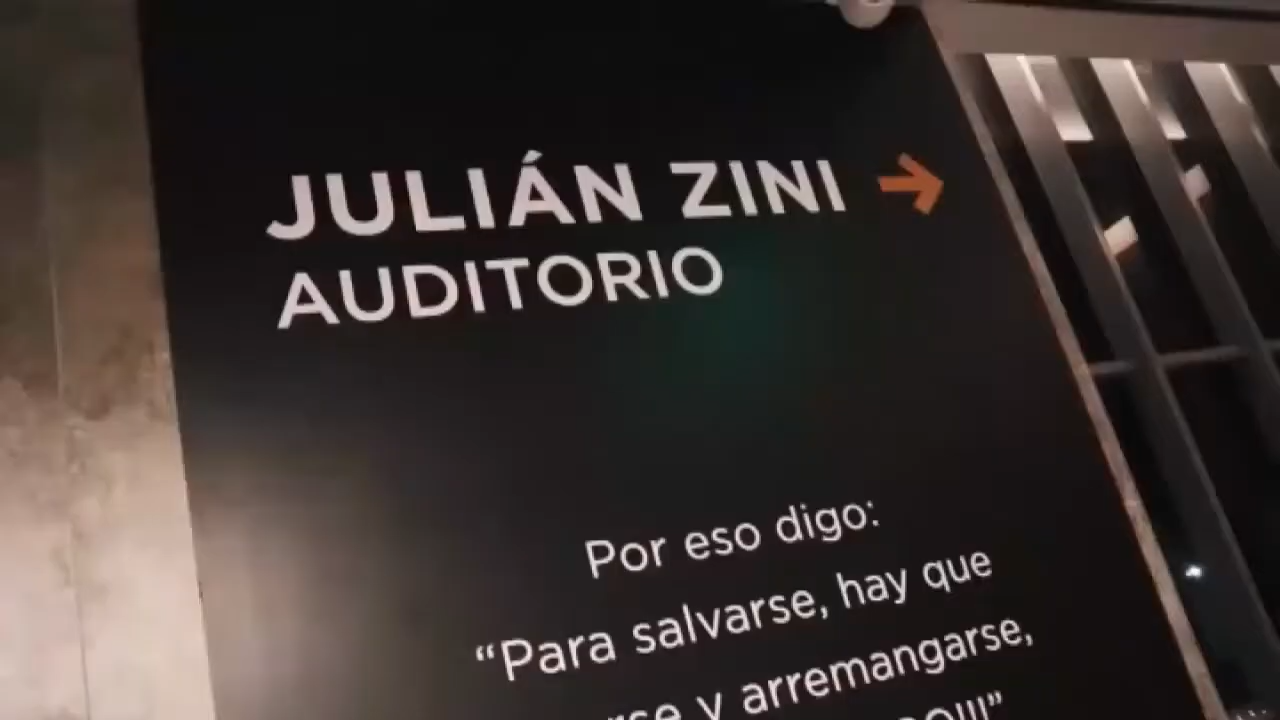 JULIÁN ZINI →
AUDITORIO
Por eso digo:
“Para salvarse, hay que
y arremangarse,